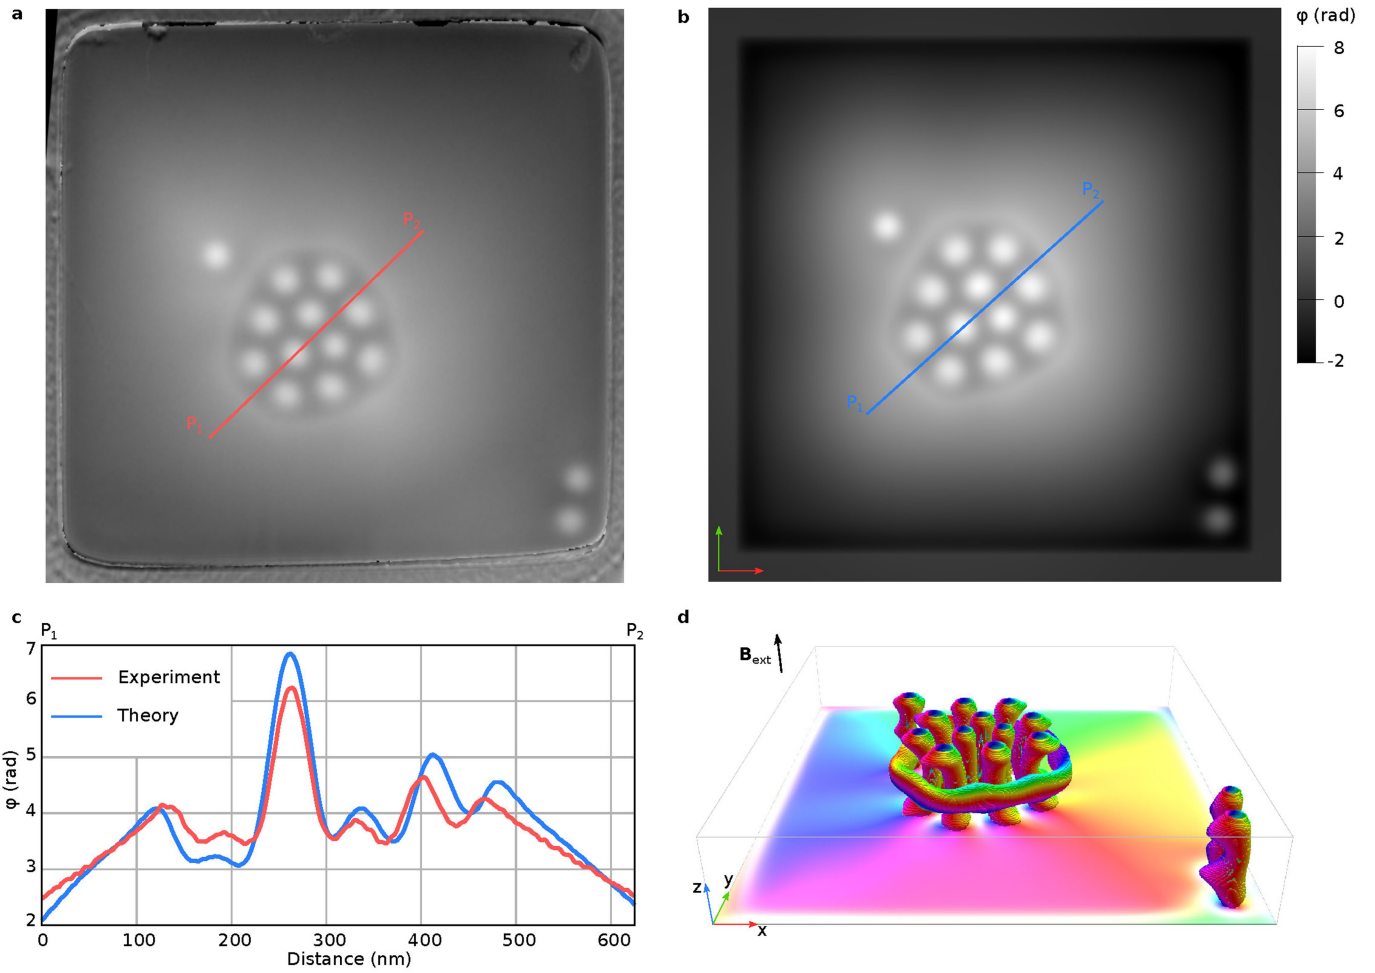 a
P₂
P₁
b
φ (rad)
8
6
4
2
0
-2
P₂
P₁
c
P₁
P₂
7
6
5
4
3
2
φ (rad)
Experiment
Theory
0
100
200
300
400
500
600
Distance (nm)
d
Bext
z
y
x